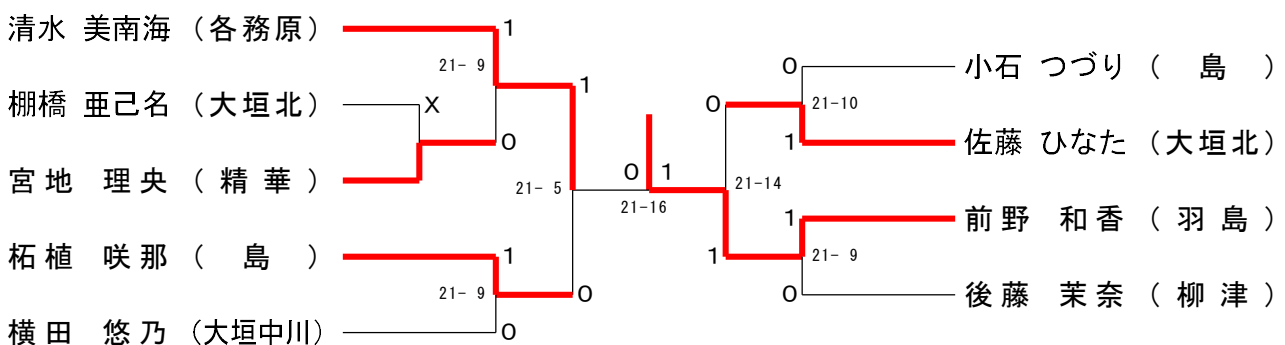 清水 美南海 (各務原)
棚橋 亜己名 (大垣北)
宮地 理央 (精華)
柘植 咲那 (島)
横田 悠乃 (大垣中川)
1
21- 9
X
0
1
21- 5
1
21- 9
0
0
0 1
21-16
0
21-14
1
0
21-10
1
1
21- 9
0
小石 つづり (島)
佐藤 ひなた (大垣北)
前野 和香 (羽島)
後藤 茉奈 (柳津)